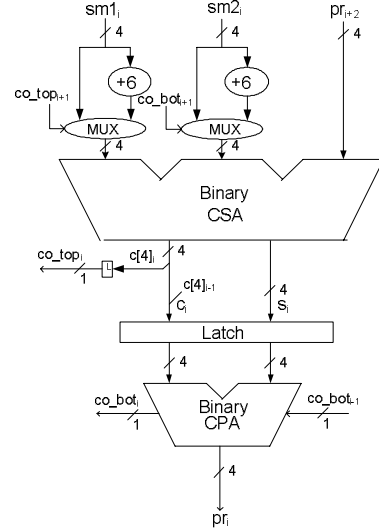 sm1i sm2i pri+2
4 4 4
+6 +6
co_topi+1 co_boti+1
MUX MUX
4 4
Binary
CSA
4
co_topi L c[4]i
1
c[4]i-1 4
Ci Si
Latch
4 4
co_boti Binary co_boti-1
1 CPA 1
4
pri